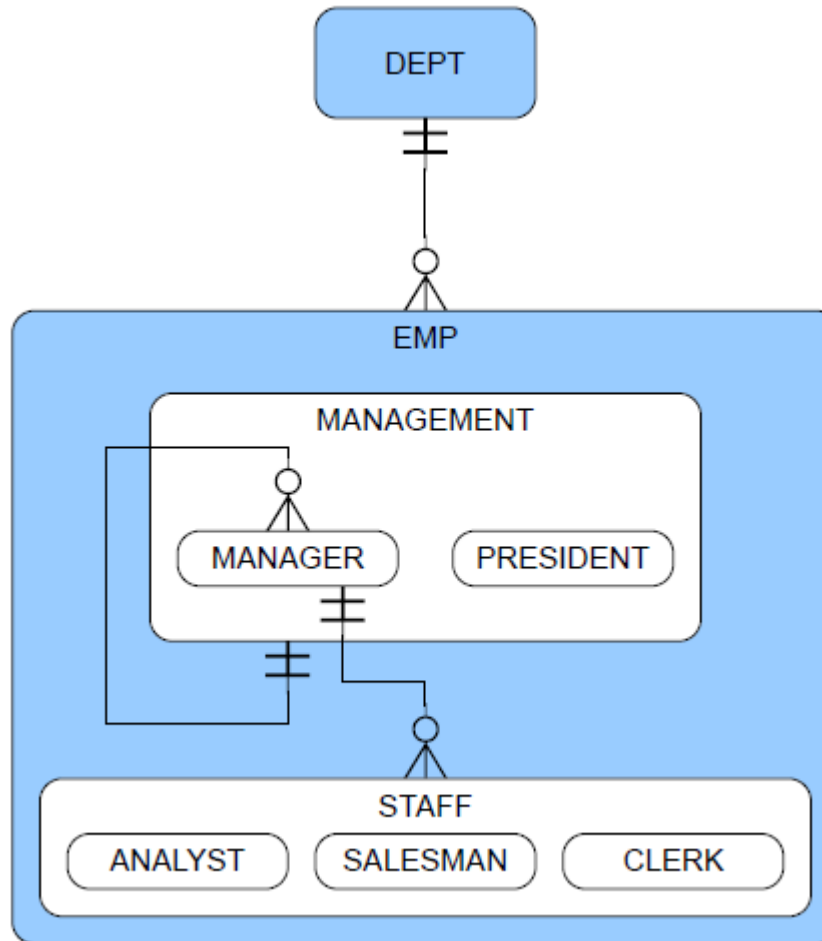 DEPT
EMP
MANAGEMENT
MANAGER PRESIDENT
STAFF
ANALYST SALESMAN CLERK